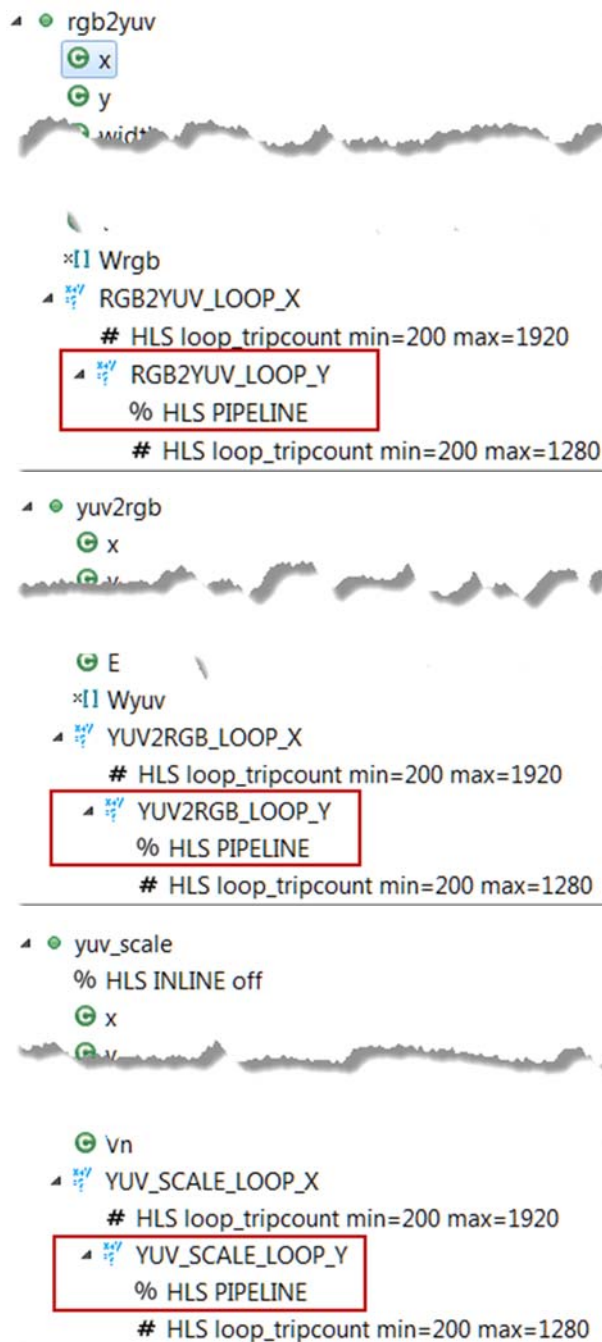 rgb2yuv
x
y
Wrgb
RGB2YUV_LOOP_X
# HLS loop_tripcount min=200 max=1920
RGB2YUV_LOOP_Y
% HLS PIPELINE
# HLS loop_tripcount min=200 max=1280
yuv2rgb
x
E
Wyuv
YUV2RGB_LOOP_X
# HLS loop_tripcount min=200 max=1920
YUV2RGB_LOOP_Y
% HLS PIPELINE
# HLS loop_tripcount min=200 max=1280
yuv_scale
% HLS INLINE off
x
Vn
YUV_SCALE_LOOP_X
# HLS loop_tripcount min=200 max=1920
YUV_SCALE_LOOP_Y
% HLS PIPELINE
# HLS loop_tripcount min=200 max=1280